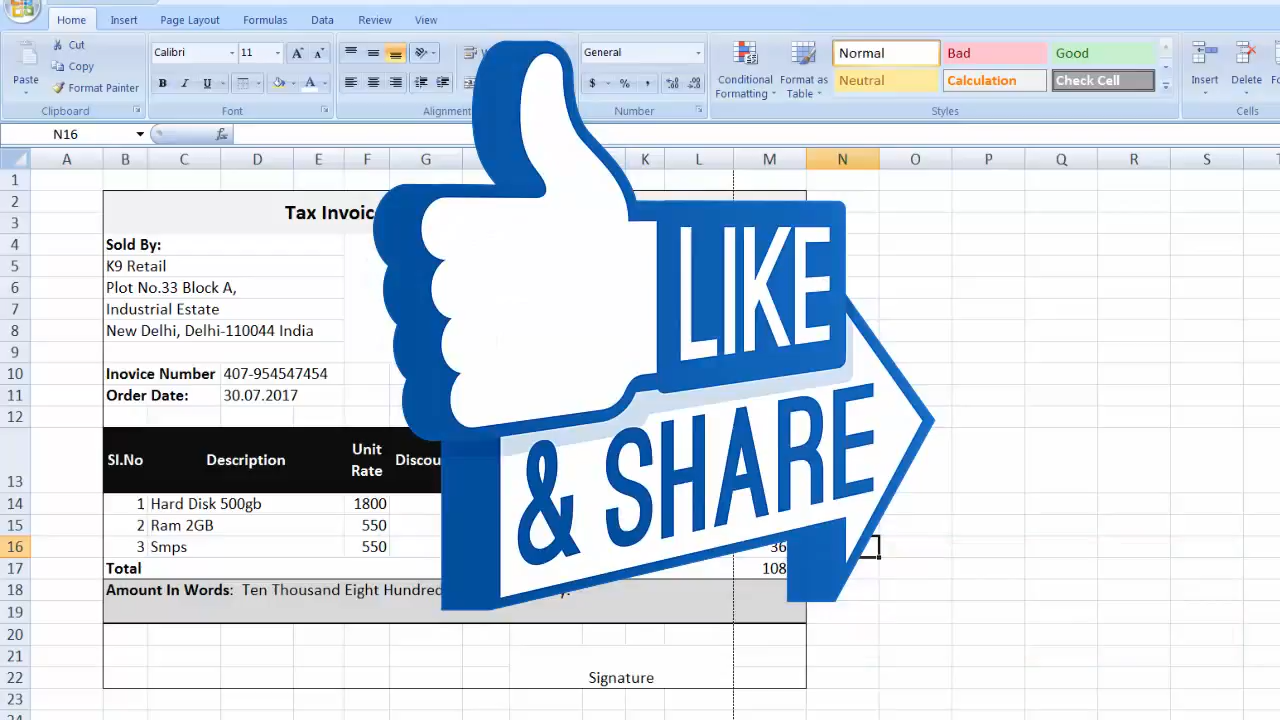 Home Insert Page Layout Formulas Data Review View
Cut
Copy
Format Painter
Paste
Clipboard
Calibri 11
B I U
Font
Alignment
General
$ % ,
Number
Conditional Formatting
Format as Table
Normal Bad Good
Neutral Calculation Check Cell
Styles
Insert Delete
Cells
N16 fx
A B C D E F G K L M N O P Q R S
1
2 Tax Invoic
3
4 Sold By:
5 K9 Retail
6 Plot No.33 Block A,
7 Industrial Estate
8 New Delhi, Delhi-110044 India
9
10 Inovice Number 407-954547454
11 Order Date: 30.07.2017
12
13 Sl.No Description Unit Rate Discou
14 1 Hard Disk 500gb 1800
15 2 Ram 2GB 550
16 3 Smps 550 36
17 Total 108
18 Amount In Words: Ten Thousand Eight Hundred
19
20
21
22 Signature
23
LIKE
& SHARE